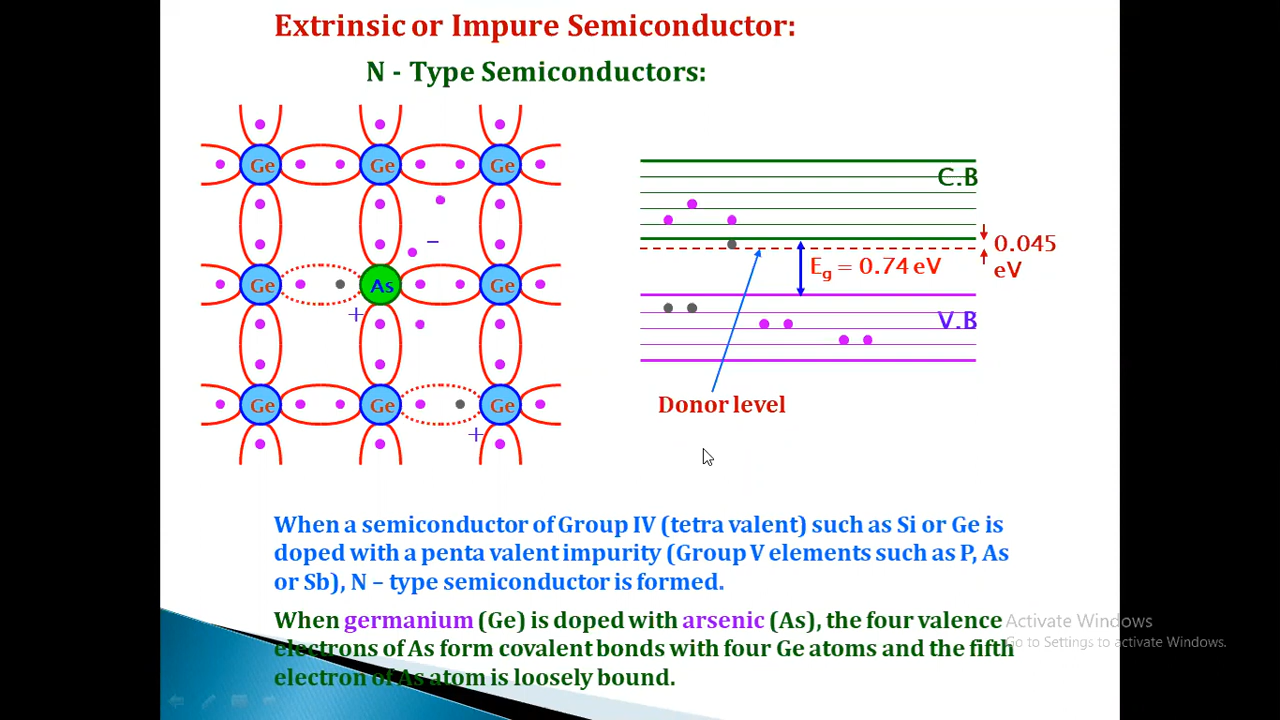 Extrinsic or Impure Semiconductor:
N - Type Semiconductors:
Ge Ge Ge
C.B
–
0.045
eV
Eg = 0.74 eV
Ge As Ge
+
V.B
Donor level
Ge Ge Ge
+
When a semiconductor of Group IV (tetra valent) such as Si or Ge is
doped with a penta valent impurity (Group V elements such as P, As
or Sb), N – type semiconductor is formed.
When germanium (Ge) is doped with arsenic (As), the four valence
electrons of As form covalent bonds with four Ge atoms and the fifth
electron of As atom is loosely bound.
Activate Windows
Go to Settings to activate Windows.